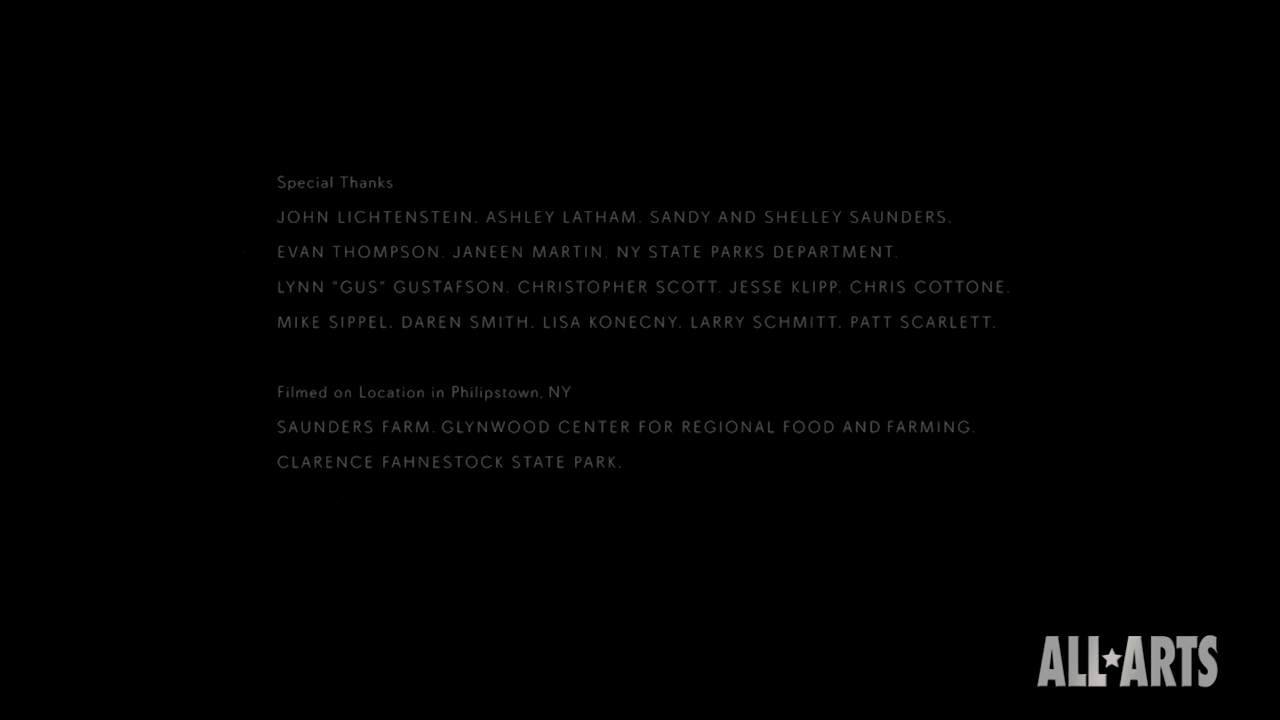 Special Thanks
JOHN LICHTENSTEIN. ASHLEY LATHAM. SANDY AND SHELLEY SAUNDERS.
EVAN THOMPSON. JANEEN MARTIN. NY STATE PARKS DEPARTMENT.
LYNN "GUS" GUSTAFSON. CHRISTOPHER SCOTT. JESSE KLIPP. CHRIS COTTONE.
MIKE SIPPEL. DAREN SMITH. LISA KONECNY. LARRY SCHMITT. PATT SCARLETT.
Filmed on Location in Philipstown, NY
SAUNDERS FARM. GLYNWOOD CENTER FOR REGIONAL FOOD AND FARMING.
CLARENCE FAHNESTOCK STATE PARK.
ALL★ARTS